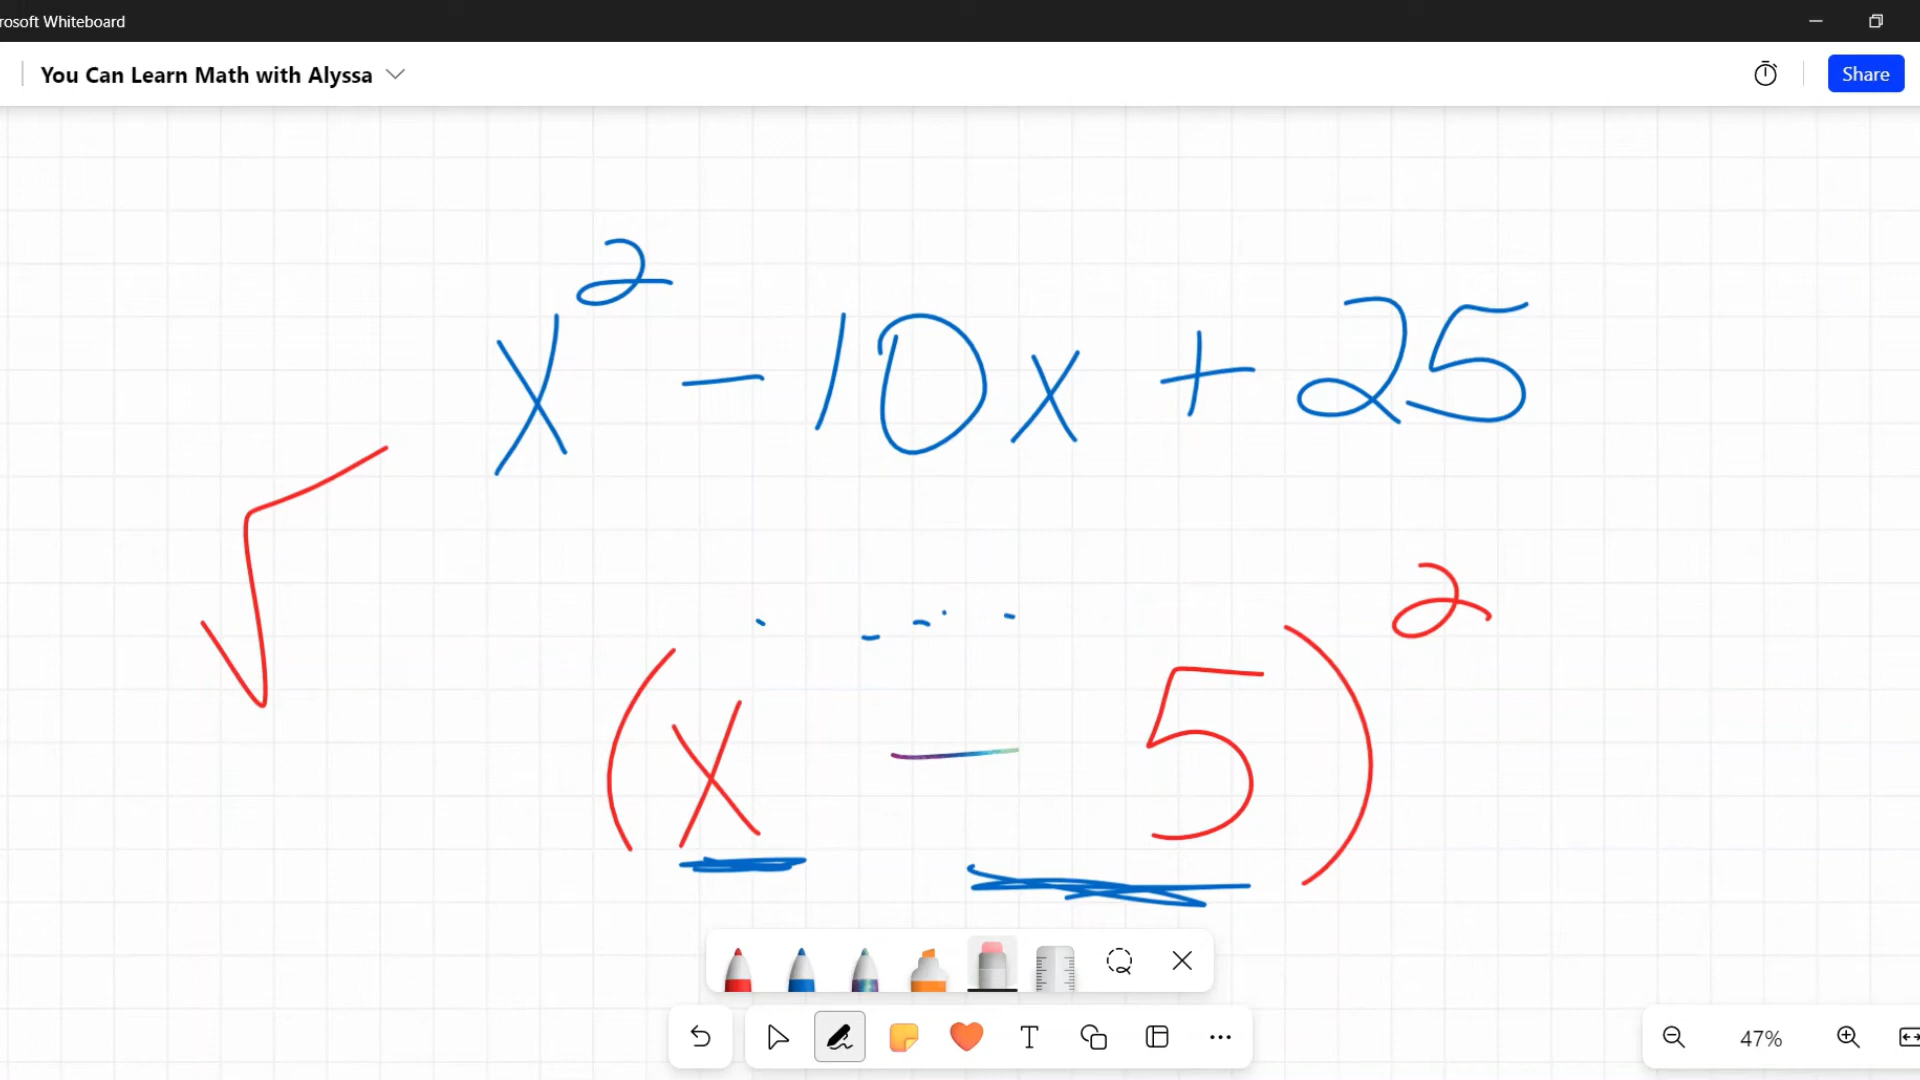 rosoft Whiteboard
You Can Learn Math with Alyssa
Share
x² - 10x + 25
√
(x - 5)²
T
47%